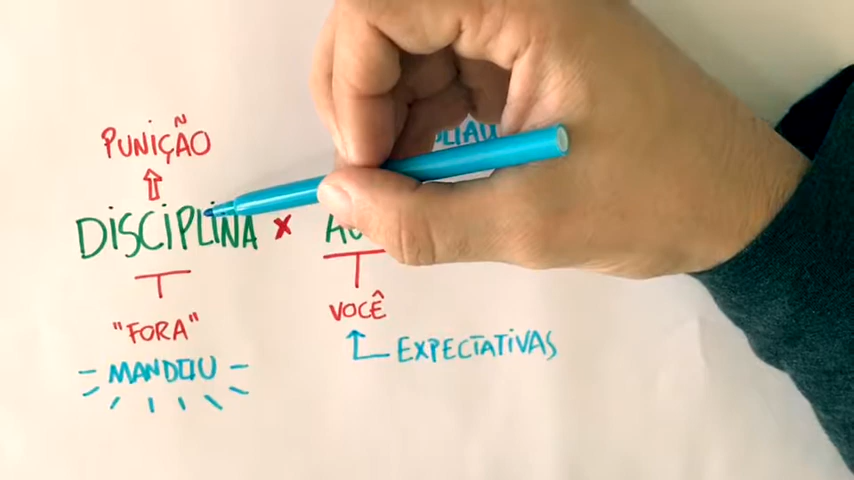 PUNIÇÃO
DISCIPLINA X
"FORA"
VOCÊ
MANDOU
EXPECTATIVAS